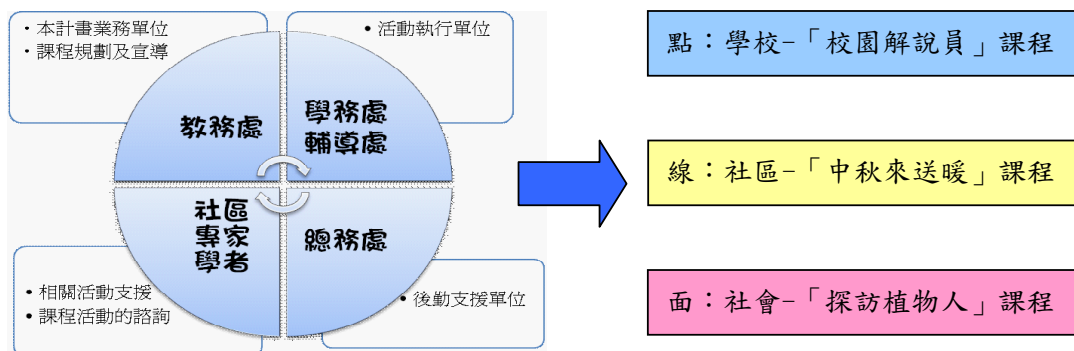 • 本計畫業務單位
• 課程規劃及宣導
• 活動執行單位
教務處
學務處
輔導處
社區
專家
學者
總務處
• 相關活動支援
• 課程活動的諮詢
• 後勤支援單位
點：學校-「校園解說員」課程
線：社區-「中秋來送暖」課程
面：社會-「探訪植物人」課程